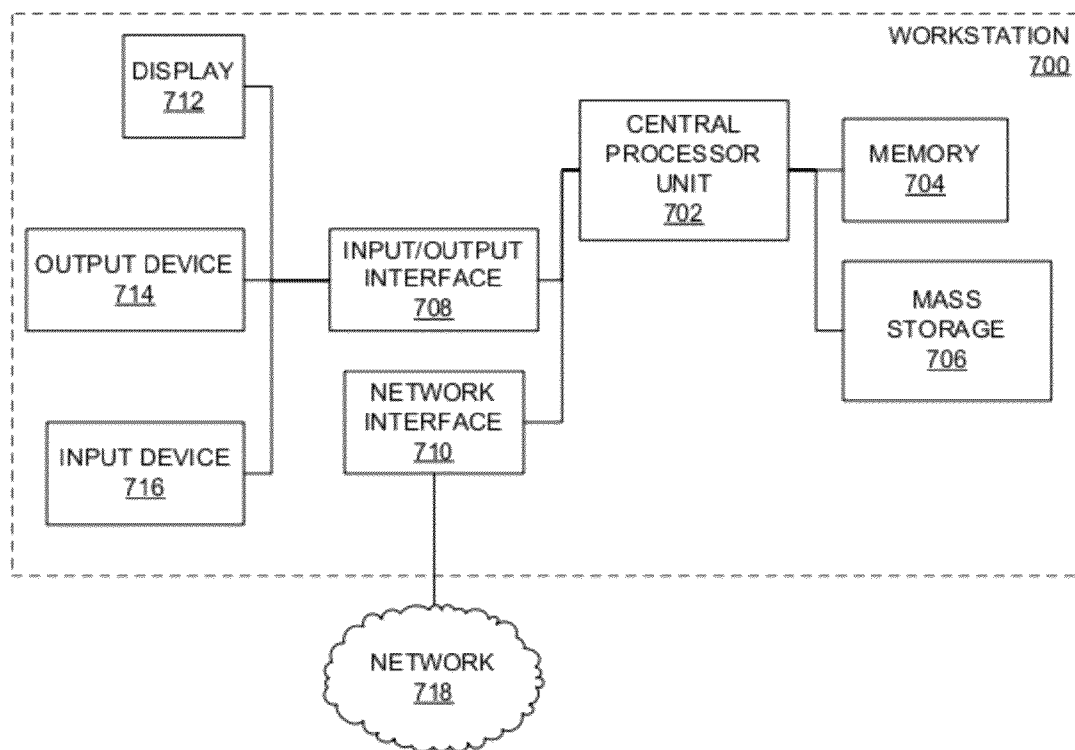 WORKSTATION
700
DISPLAY
712
CENTRAL
PROCESSOR
UNIT
702
MEMORY
704
OUTPUT DEVICE
714
INPUT/OUTPUT
INTERFACE
708
MASS
STORAGE
706
NETWORK
INTERFACE
710
INPUT DEVICE
716
NETWORK
718